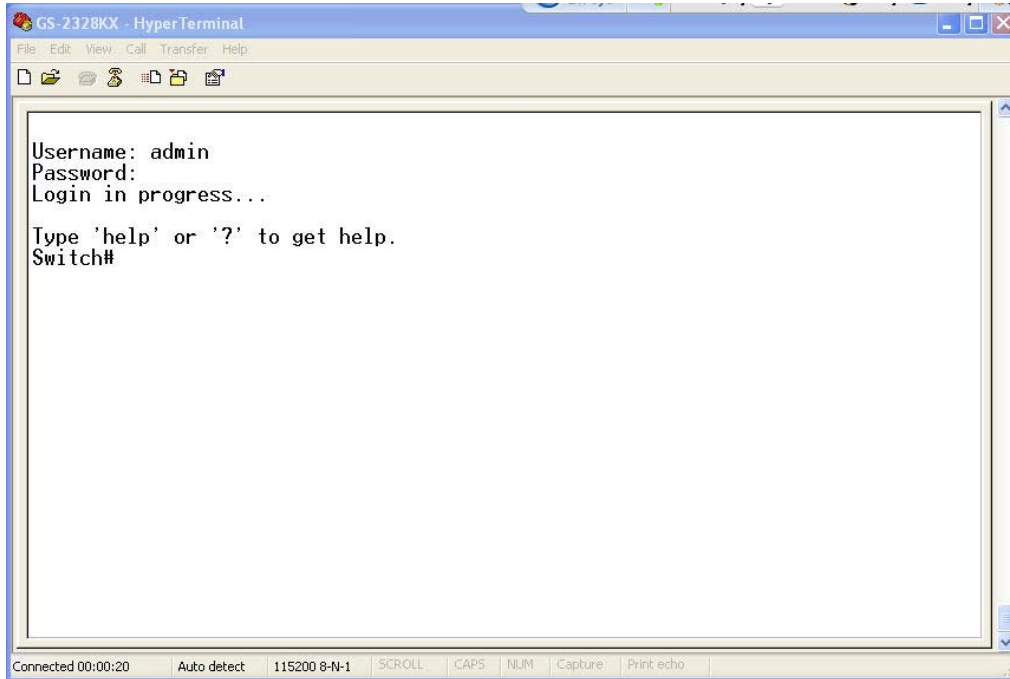 GS-2328KX - HyperTerminal
File Edit View Call Transfer Help
Username: admin
Password:
Login in progress...
Type 'help' or '?' to get help.
Switch#
Connected 00:00:20 Auto detect 115200 8-N-1 SCROLL CAPS NUM Capture Print echo